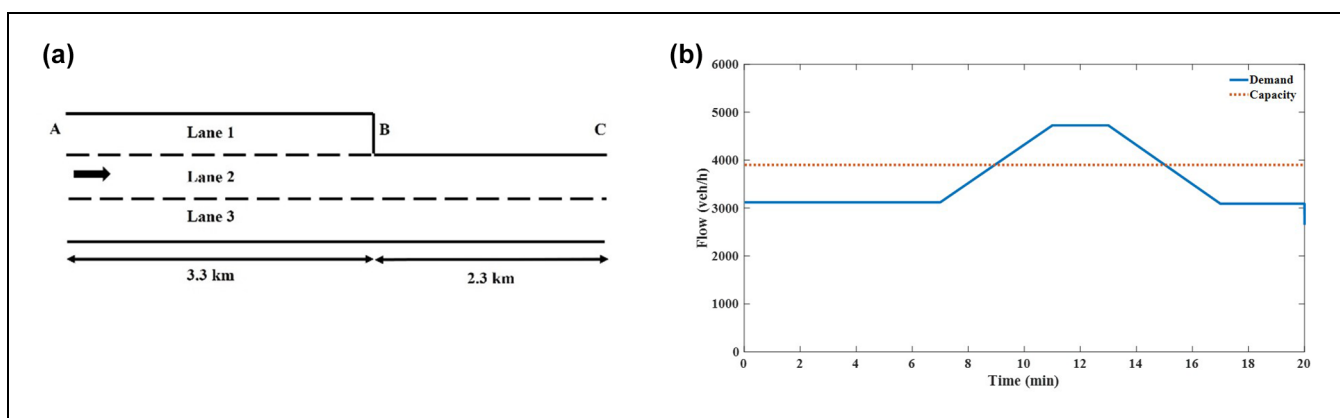 (a)
A
Lane 1
B
C
Lane 2
Lane 3
3.3 km
2.3 km
(b)
6000
5000
4000
3000
2000
1000
0
Flow (veh/h)
Demand
Capacity
0 2 4 6 8 10 12 14 16 18 20
Time (min)